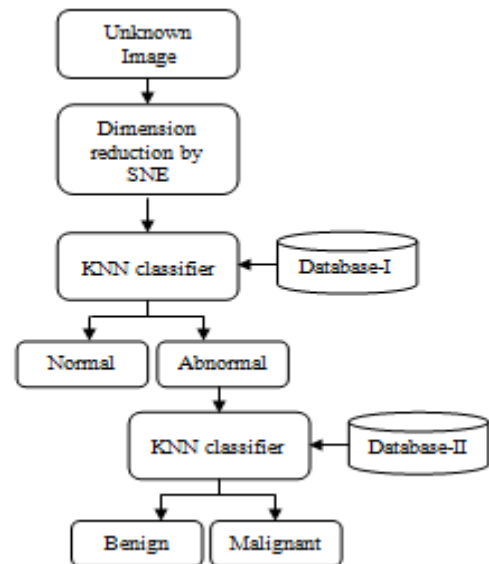 Unknown
Image
Dimension
reduction by
SNE
KNN classifier
Database-I
Normal
Abnormal
KNN classifier
Database-II
Benign
Malignant